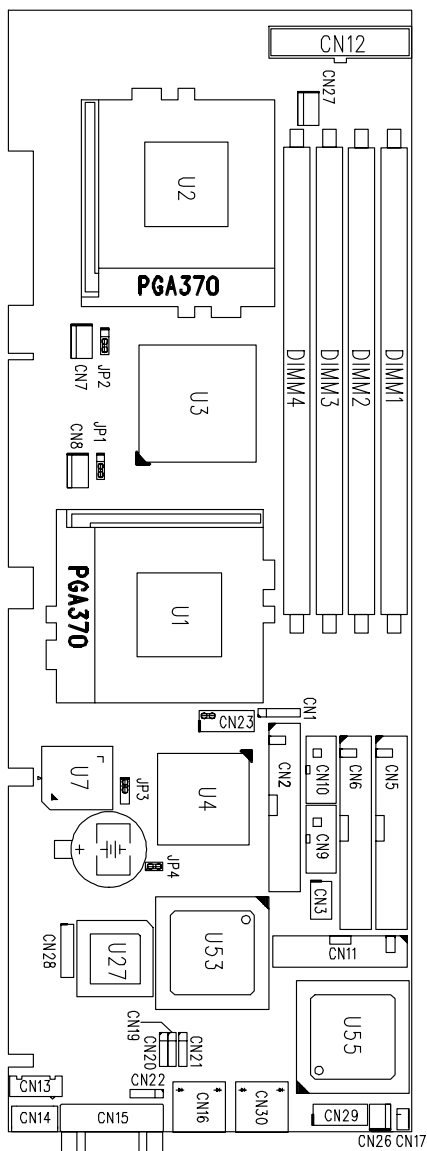 CN12
CN27
U2
PGA370
DIMM4
DIMM3
DIMM2
DIMM1
CN7
JP2
U3
CN8
JP1
PGA370
U1
CN23
CN1
U7
JP3
U4
CN2
CN10
CN6
CN5
CN9
JP4
CN3
CN28
U27
U53
CN11
CN19
CN20
CN21
U55
CN13
CN22
CN14
CN15
CN16
CN30
CN29
CN26
CN17